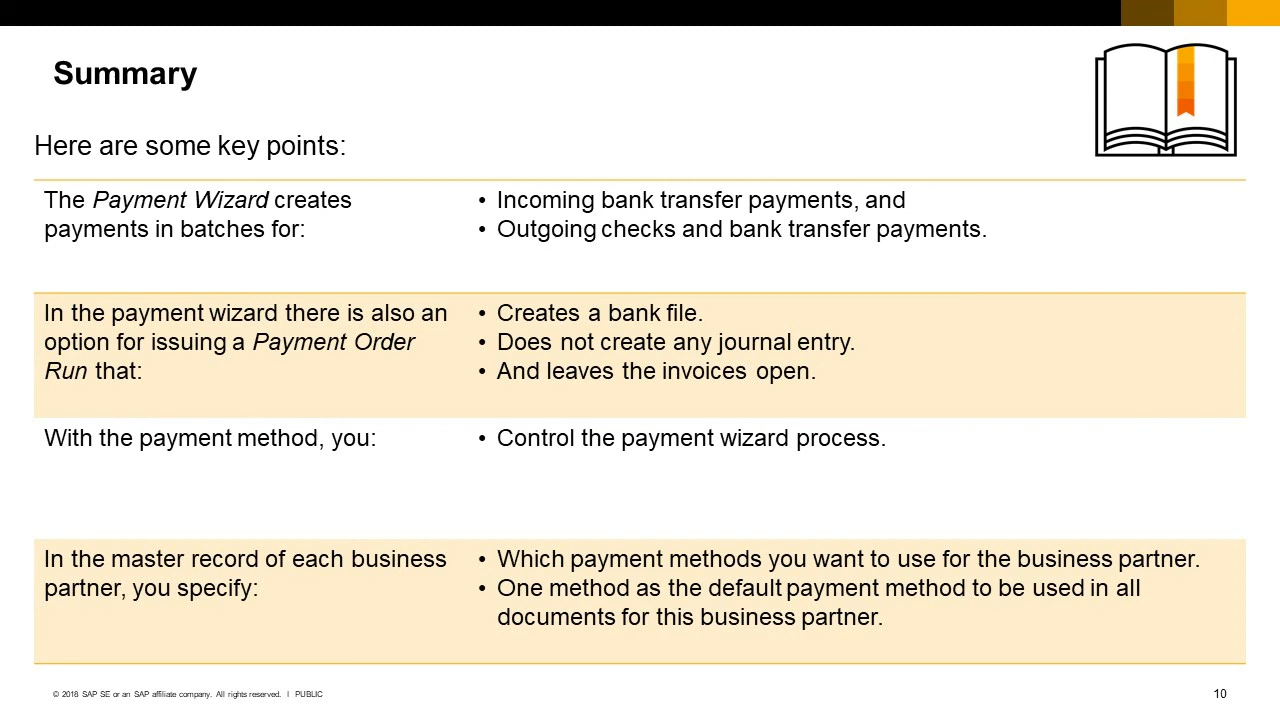 Summary
Here are some key points:
The Payment Wizard creates
payments in batches for:
• Incoming bank transfer payments, and
• Outgoing checks and bank transfer payments.
In the payment wizard there is also an
option for issuing a Payment Order
Run that:
• Creates a bank file.
• Does not create any journal entry.
• And leaves the invoices open.
With the payment method, you:
• Control the payment wizard process.
In the master record of each business
partner, you specify:
• Which payment methods you want to use for the business partner.
• One method as the default payment method to be used in all
documents for this business partner.
© 2018 SAP SE or an SAP affiliate company. All rights reserved. I PUBLIC
10